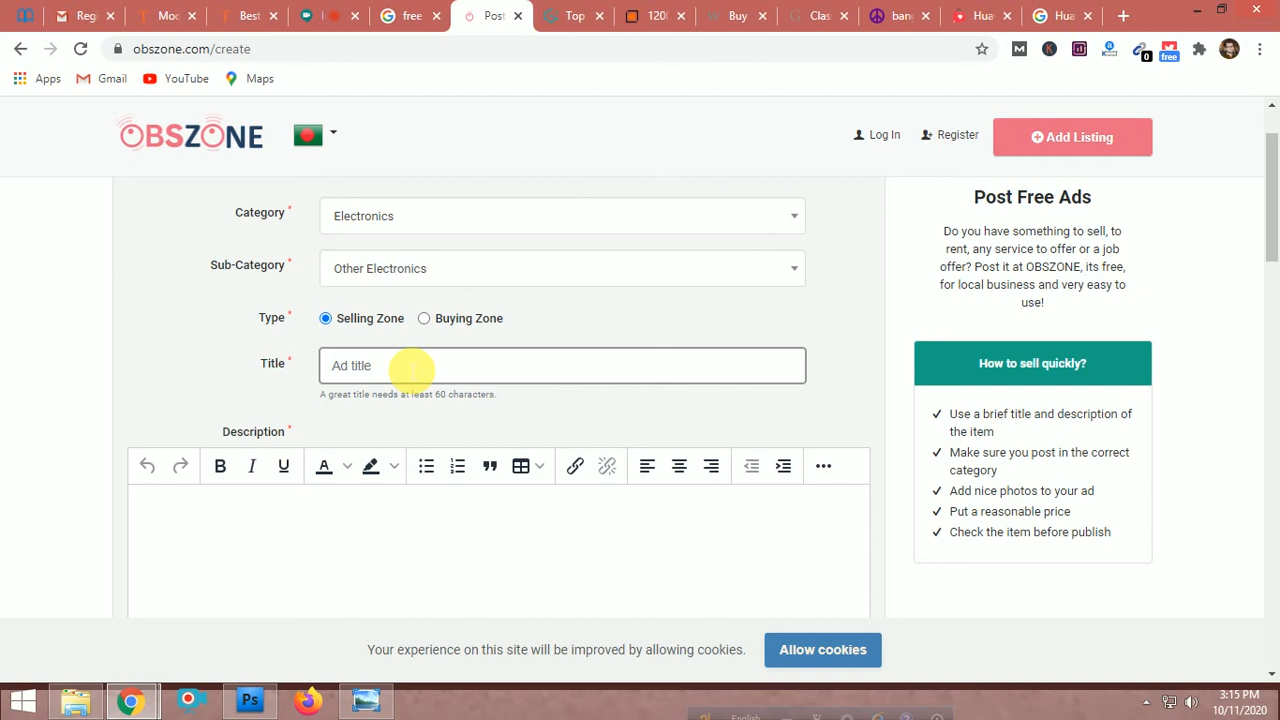 Regi
Moc
Best
free
Post
Top
1200
Buy
Clas
bang
Hua
Hua
obszone.com/create
0
free
Apps
Gmail
YouTube
Maps
OBSZONE
Log In
Register
Add Listing
Category *
Electronics
Sub-Category *
Other Electronics
Type *
Selling Zone
Buying Zone
Title *
Ad title
A great title needs at least 60 characters.
Description *
Post Free Ads
Do you have something to sell, to
rent, any service to offer or a job
offer? Post it at OBSZONE, its free,
for local business and very easy to
use!
How to sell quickly?
✓ Use a brief title and description of
the item
✓ Make sure you post in the correct
category
✓ Add nice photos to your ad
✓ Put a reasonable price
✓ Check the item before publish
Your experience on this site will be improved by allowing cookies.
Allow cookies
Ps
English
3:15 PM
10/11/2020